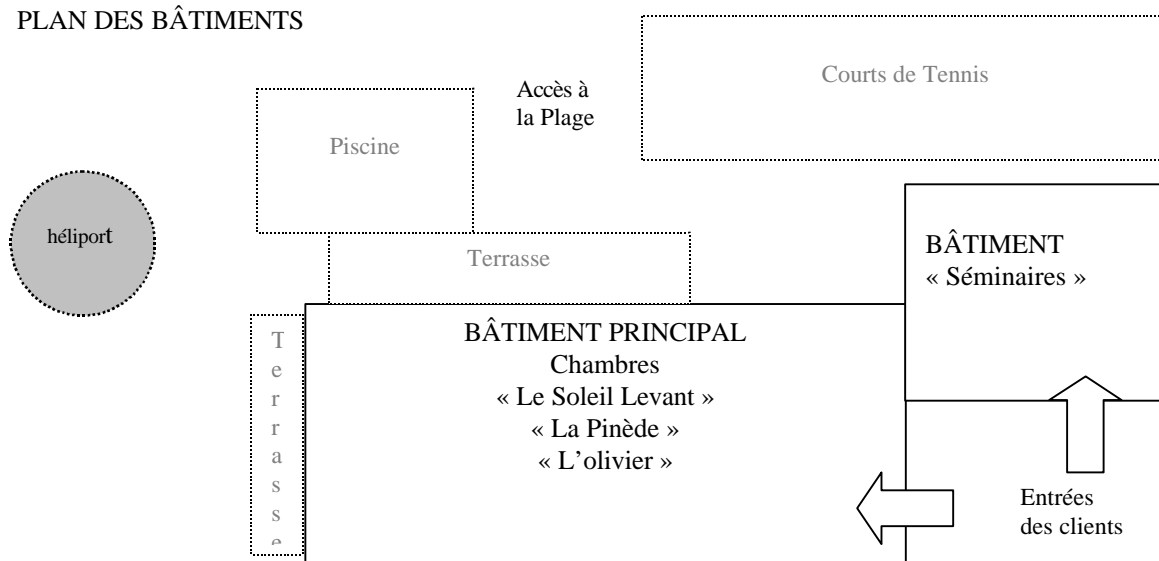 PLAN DES BÂTIMENTS
Courts de Tennis
Accès à
la Plage
Piscine
héliport
Terrasse
BÂTIMENT
« Séminaires »
Terrasse
BÂTIMENT PRINCIPAL
Chambres
« Le Soleil Levant »
« La Pinède »
« L’olivier »
Entrées
des clients